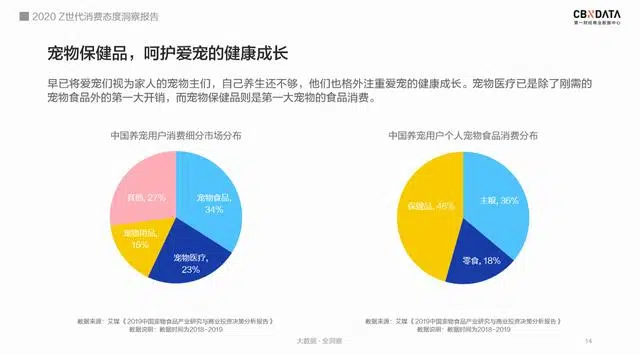 2020 Z世代消费态度洞察报告
CBNDATA
第一财经商业数据中心
宠物保健品，呵护爱宠的健康成长
早已将爱宠们视为家人的宠物主们，自己养生还不够，他们也格外注重爱宠的健康成长。宠物医疗已是除了刚需的
宠物食品外的第一大开销，而宠物保健品则是第一大宠物的食品消费。
中国养宠用户消费细分市场分布
其他, 27%
宠物食品,
34%
宠物用品,
16%
宠物医疗,
23%
中国养宠用户个人宠物食品消费分布
保健品, 46%
主粮, 36%
零食, 18%
数据来源：艾媒《2019中国宠物食品产业研究与商业投资决策分析报告》
数据说明：数据时间为2018-2019
数据来源：艾媒《2019中国宠物食品产业研究与商业投资决策分析报告》
数据说明：数据时间为2018-2019
大数据·全洞察
14